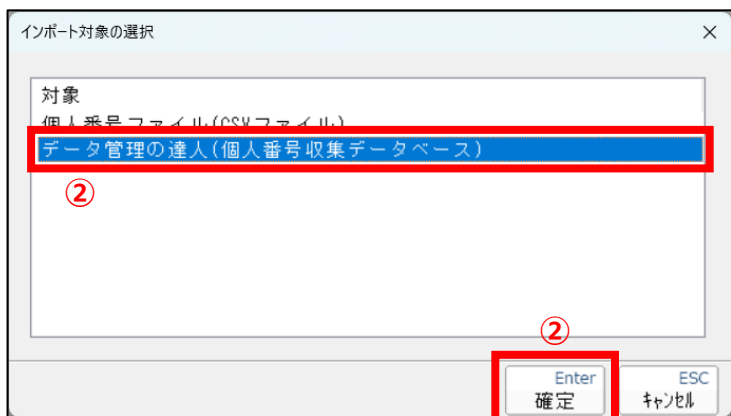 インポート対象の選択
対象
個人番号ファイル(CSVファイル)
データ管理の達人(個人番号収集データベース)
②
②
Enter
確定
ESC
ｷｬﾝｾﾙ